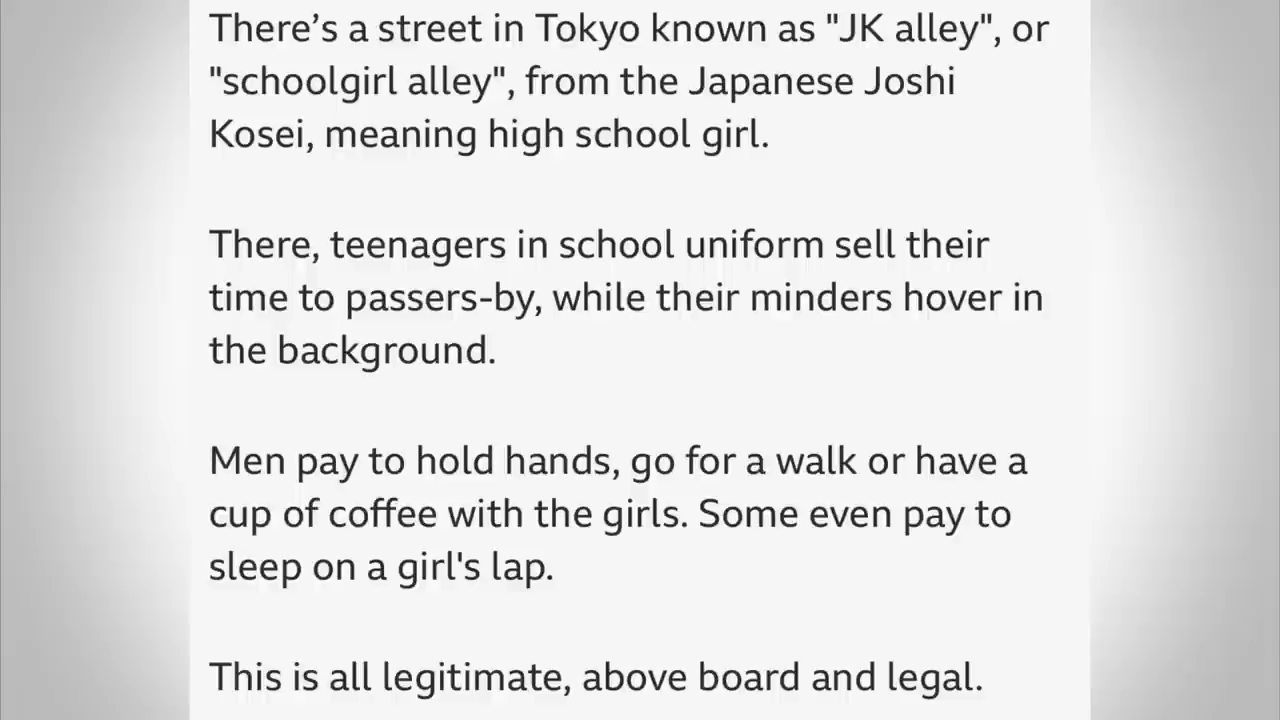 There’s a street in Tokyo known as "JK alley", or
"schoolgirl alley", from the Japanese Joshi
Kosei, meaning high school girl.
There, teenagers in school uniform sell their
time to passers-by, while their minders hover in
the background.
Men pay to hold hands, go for a walk or have a
cup of coffee with the girls. Some even pay to
sleep on a girl's lap.
This is all legitimate, above board and legal.